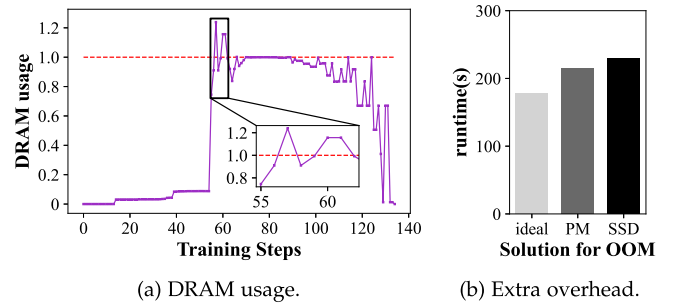 1.2
1.0
0.8
0.6
0.4
0.2
0
DRAM usage
1.2
1.0
0.8
55
60
0 20 40 60 80 100 120 140
Training Steps
(a) DRAM usage.
300
200
100
0
runtime(s)
ideal PM SSD
Solution for OOM
(b) Extra overhead.